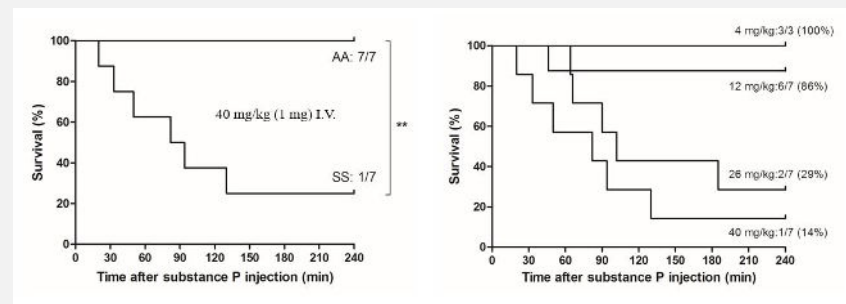 100
80
60
40
20
0
Survival (%)
AA: 7/7
40 mg/kg (1 mg) I.V.
**
SS: 1/7
0 30 60 90 120 150 180 210 240
Time after substance P injection (min)
4 mg/kg:3/3 (100%)
100
80
60
40
20
0
Survival (%)
12 mg/kg:6/7 (86%)
26 mg/kg:2/7 (29%)
40 mg/kg:1/7 (14%)
0 30 60 90 120 150 180 210 240
Time after substance P injection (min)